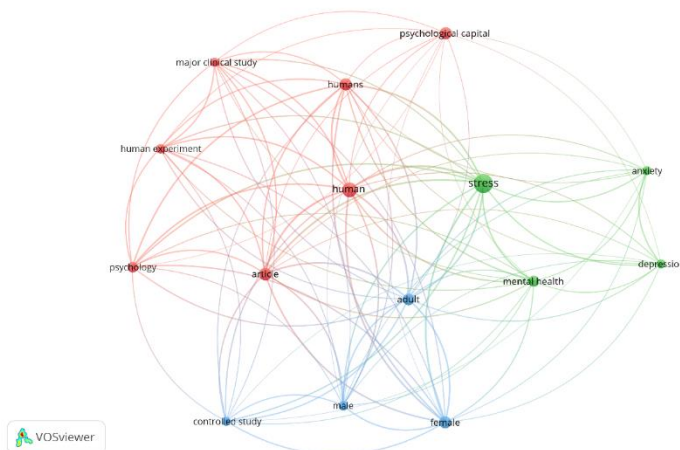 psychological capital
major clinical study
humans
human experiment
anxiety
stress
human
psychology
article
depressio
mental health
adult
male
controlled study
female
VOSviewer